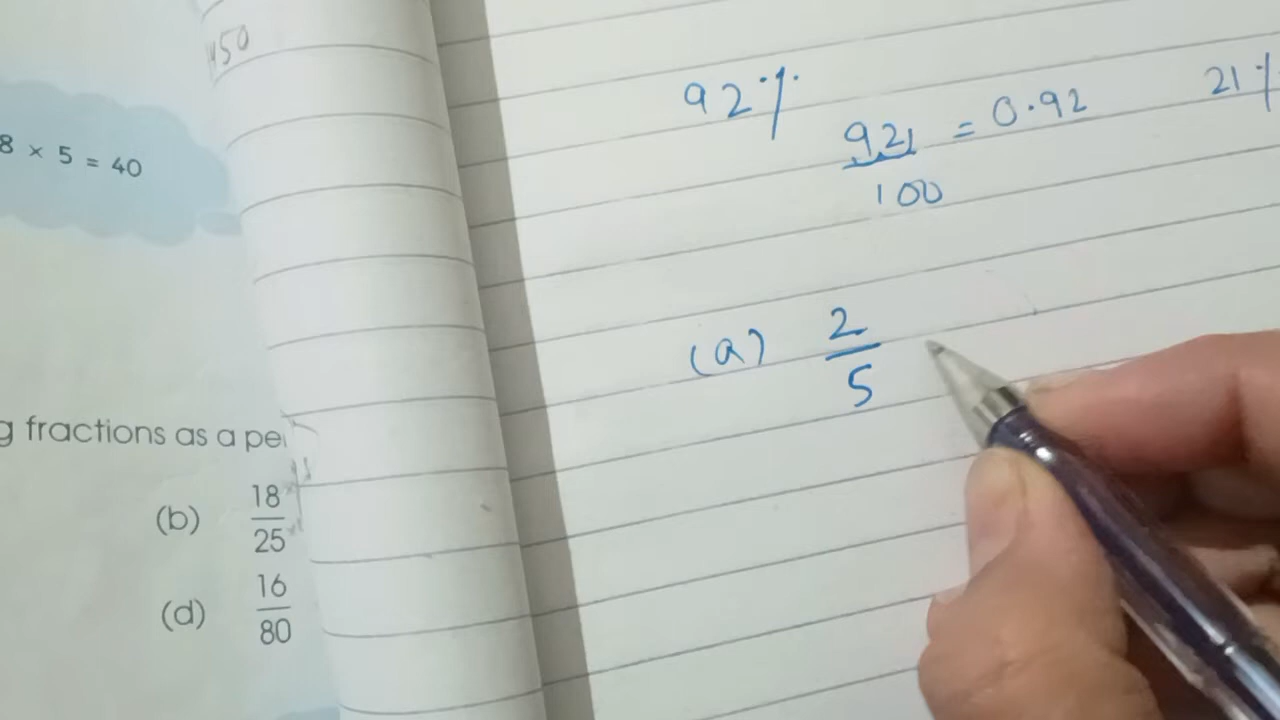 450
8 × 5 = 40
92% 92/100 = 0.92 21%
(a) 2/5
g fractions as a pe
(b) 18/25
(d) 16/80